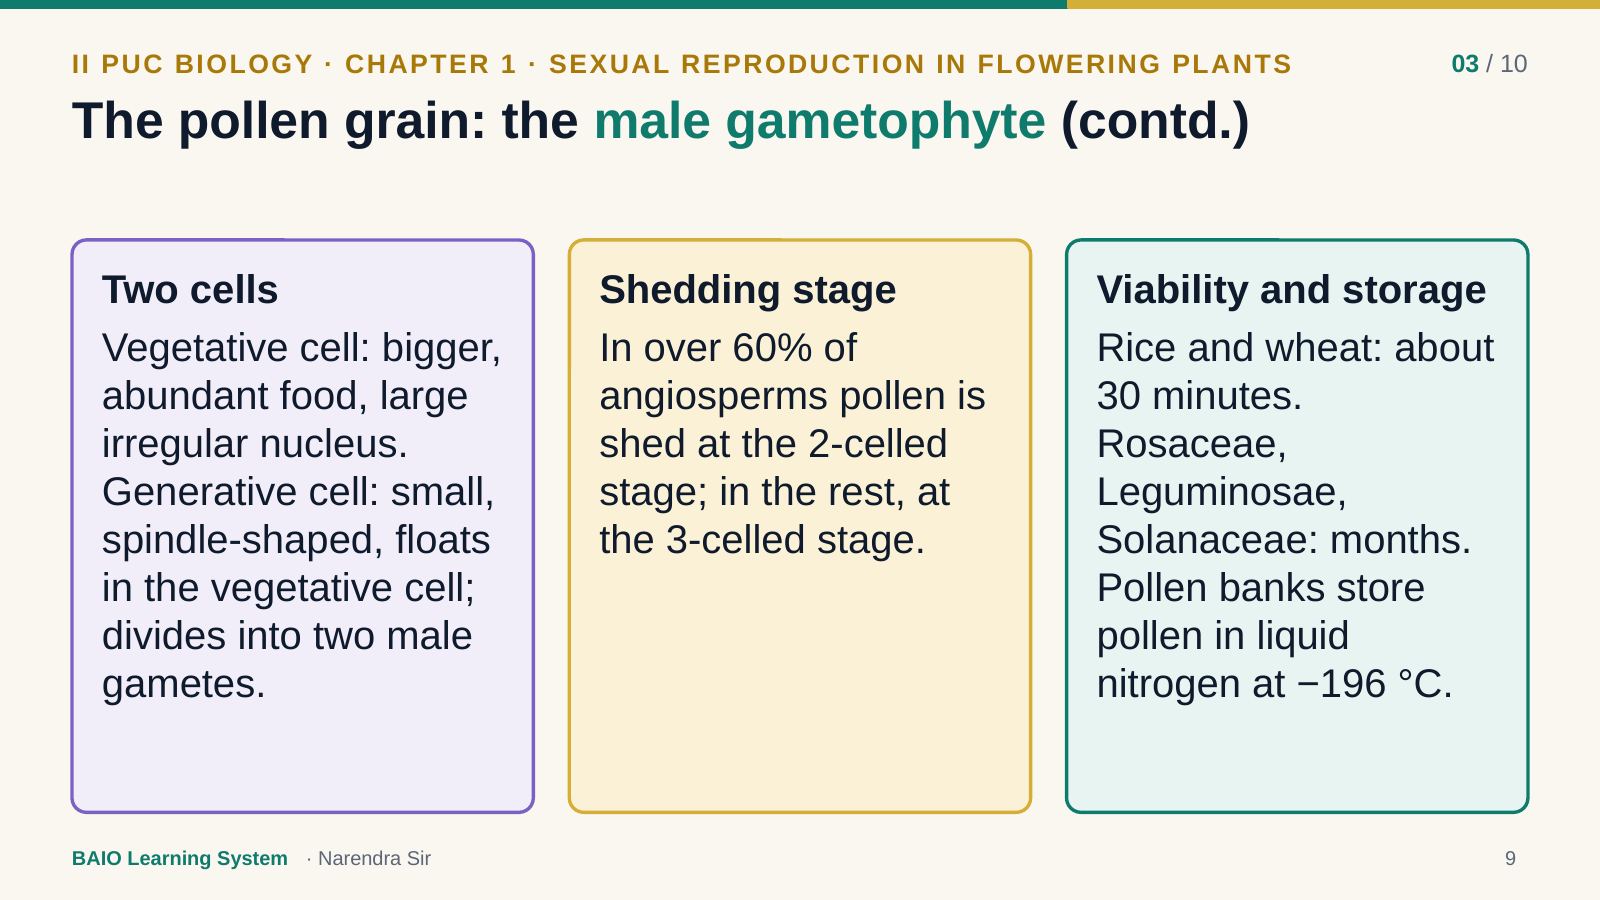 II PUC BIOLOGY · CHAPTER 1 · SEXUAL REPRODUCTION IN FLOWERING PLANTS
03 / 10
The pollen grain: the male gametophyte (contd.)
Two cells
Vegetative cell: bigger,
abundant food, large
irregular nucleus.
Generative cell: small,
spindle-shaped, floats
in the vegetative cell;
divides into two male
gametes.
Shedding stage
In over 60% of
angiosperms pollen is
shed at the 2-celled
stage; in the rest, at
the 3-celled stage.
Viability and storage
Rice and wheat: about
30 minutes.
Rosaceae,
Leguminosae,
Solanaceae: months.
Pollen banks store
pollen in liquid
nitrogen at −196 °C.
BAIO Learning System · Narendra Sir
9